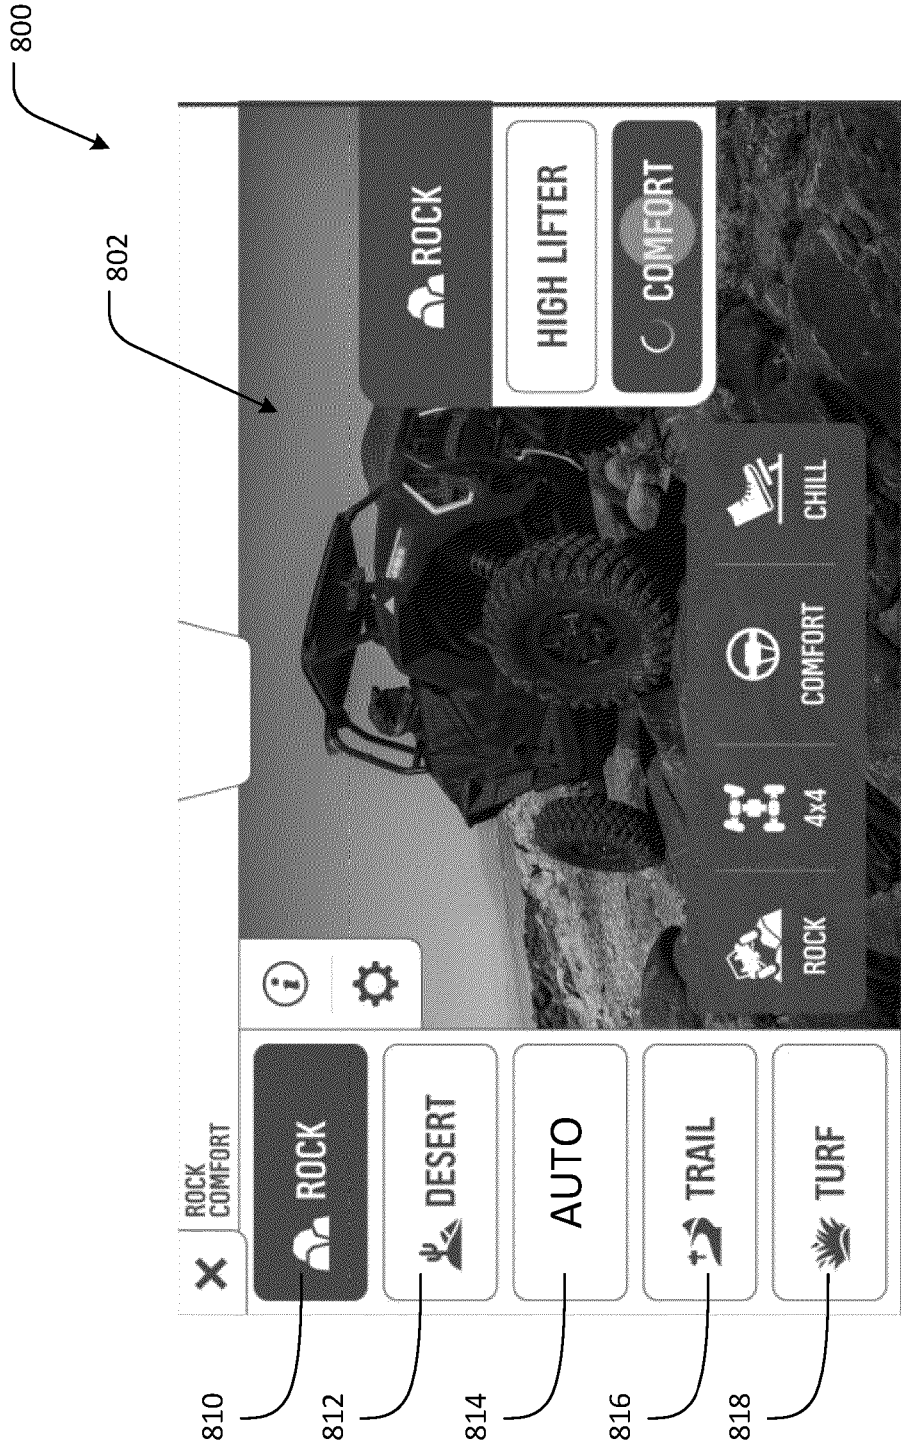 800
802
ROCK
COMFORT
ROCK
DESERT
AUTO
TRAIL
TURF
810
812
814
816
818
ROCK
HIGH LIFTER
COMFORT
ROCK
4x4
COMFORT
CHILL